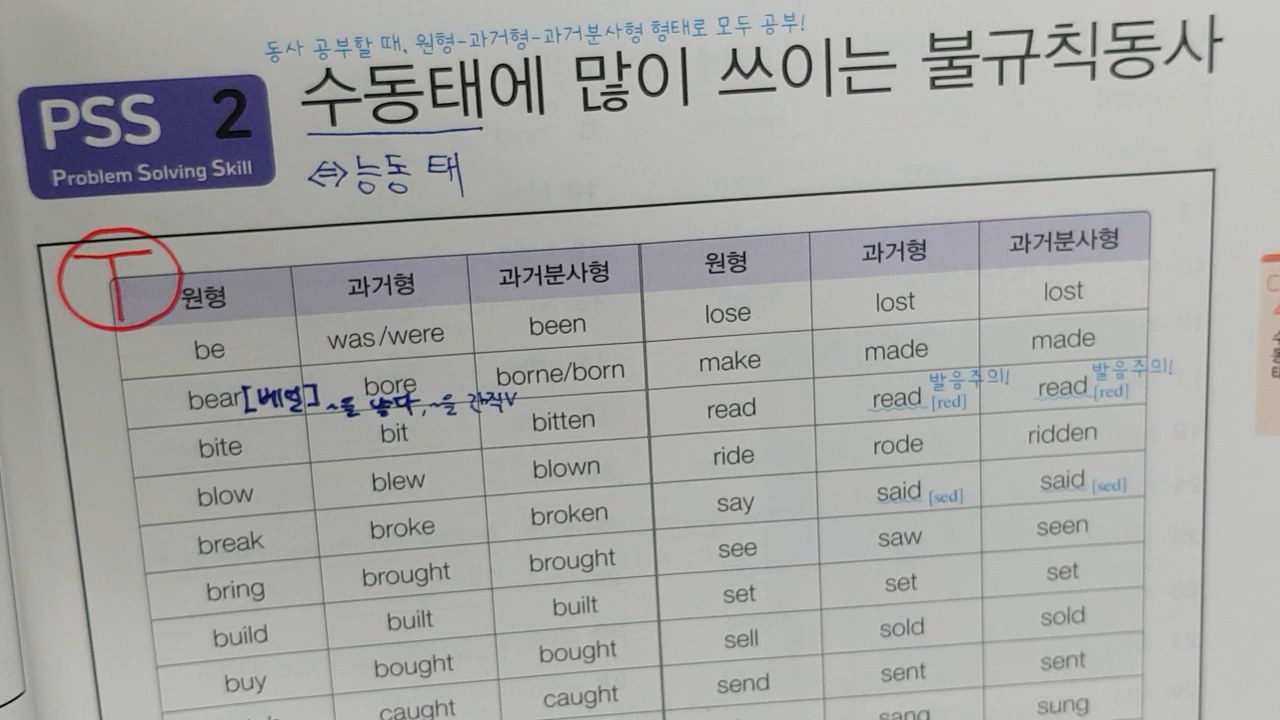 동사 공부할 때, 원형-과거형-과거분사형 형태로 모두 공부!
PSS 2
Problem Solving Skill
수동태에 많이 쓰이는 불규칙동사
⇔능동태
T
원형 과거형 과거분사형 원형 과거형 과거분사형
be was/were been lose lost lost
bear[베얼] bore borne/born make made made
~을 낳다, ~을 간직
bite bit bitten read read [red] 발음주의! read [red] 발음주의!
blow blew blown ride rode ridden
break broke broken say said [sed] said [sed]
bring brought brought see saw seen
build built built set set set
buy bought bought sell sold sold
caught caught send sent sent
sang sung
수동태